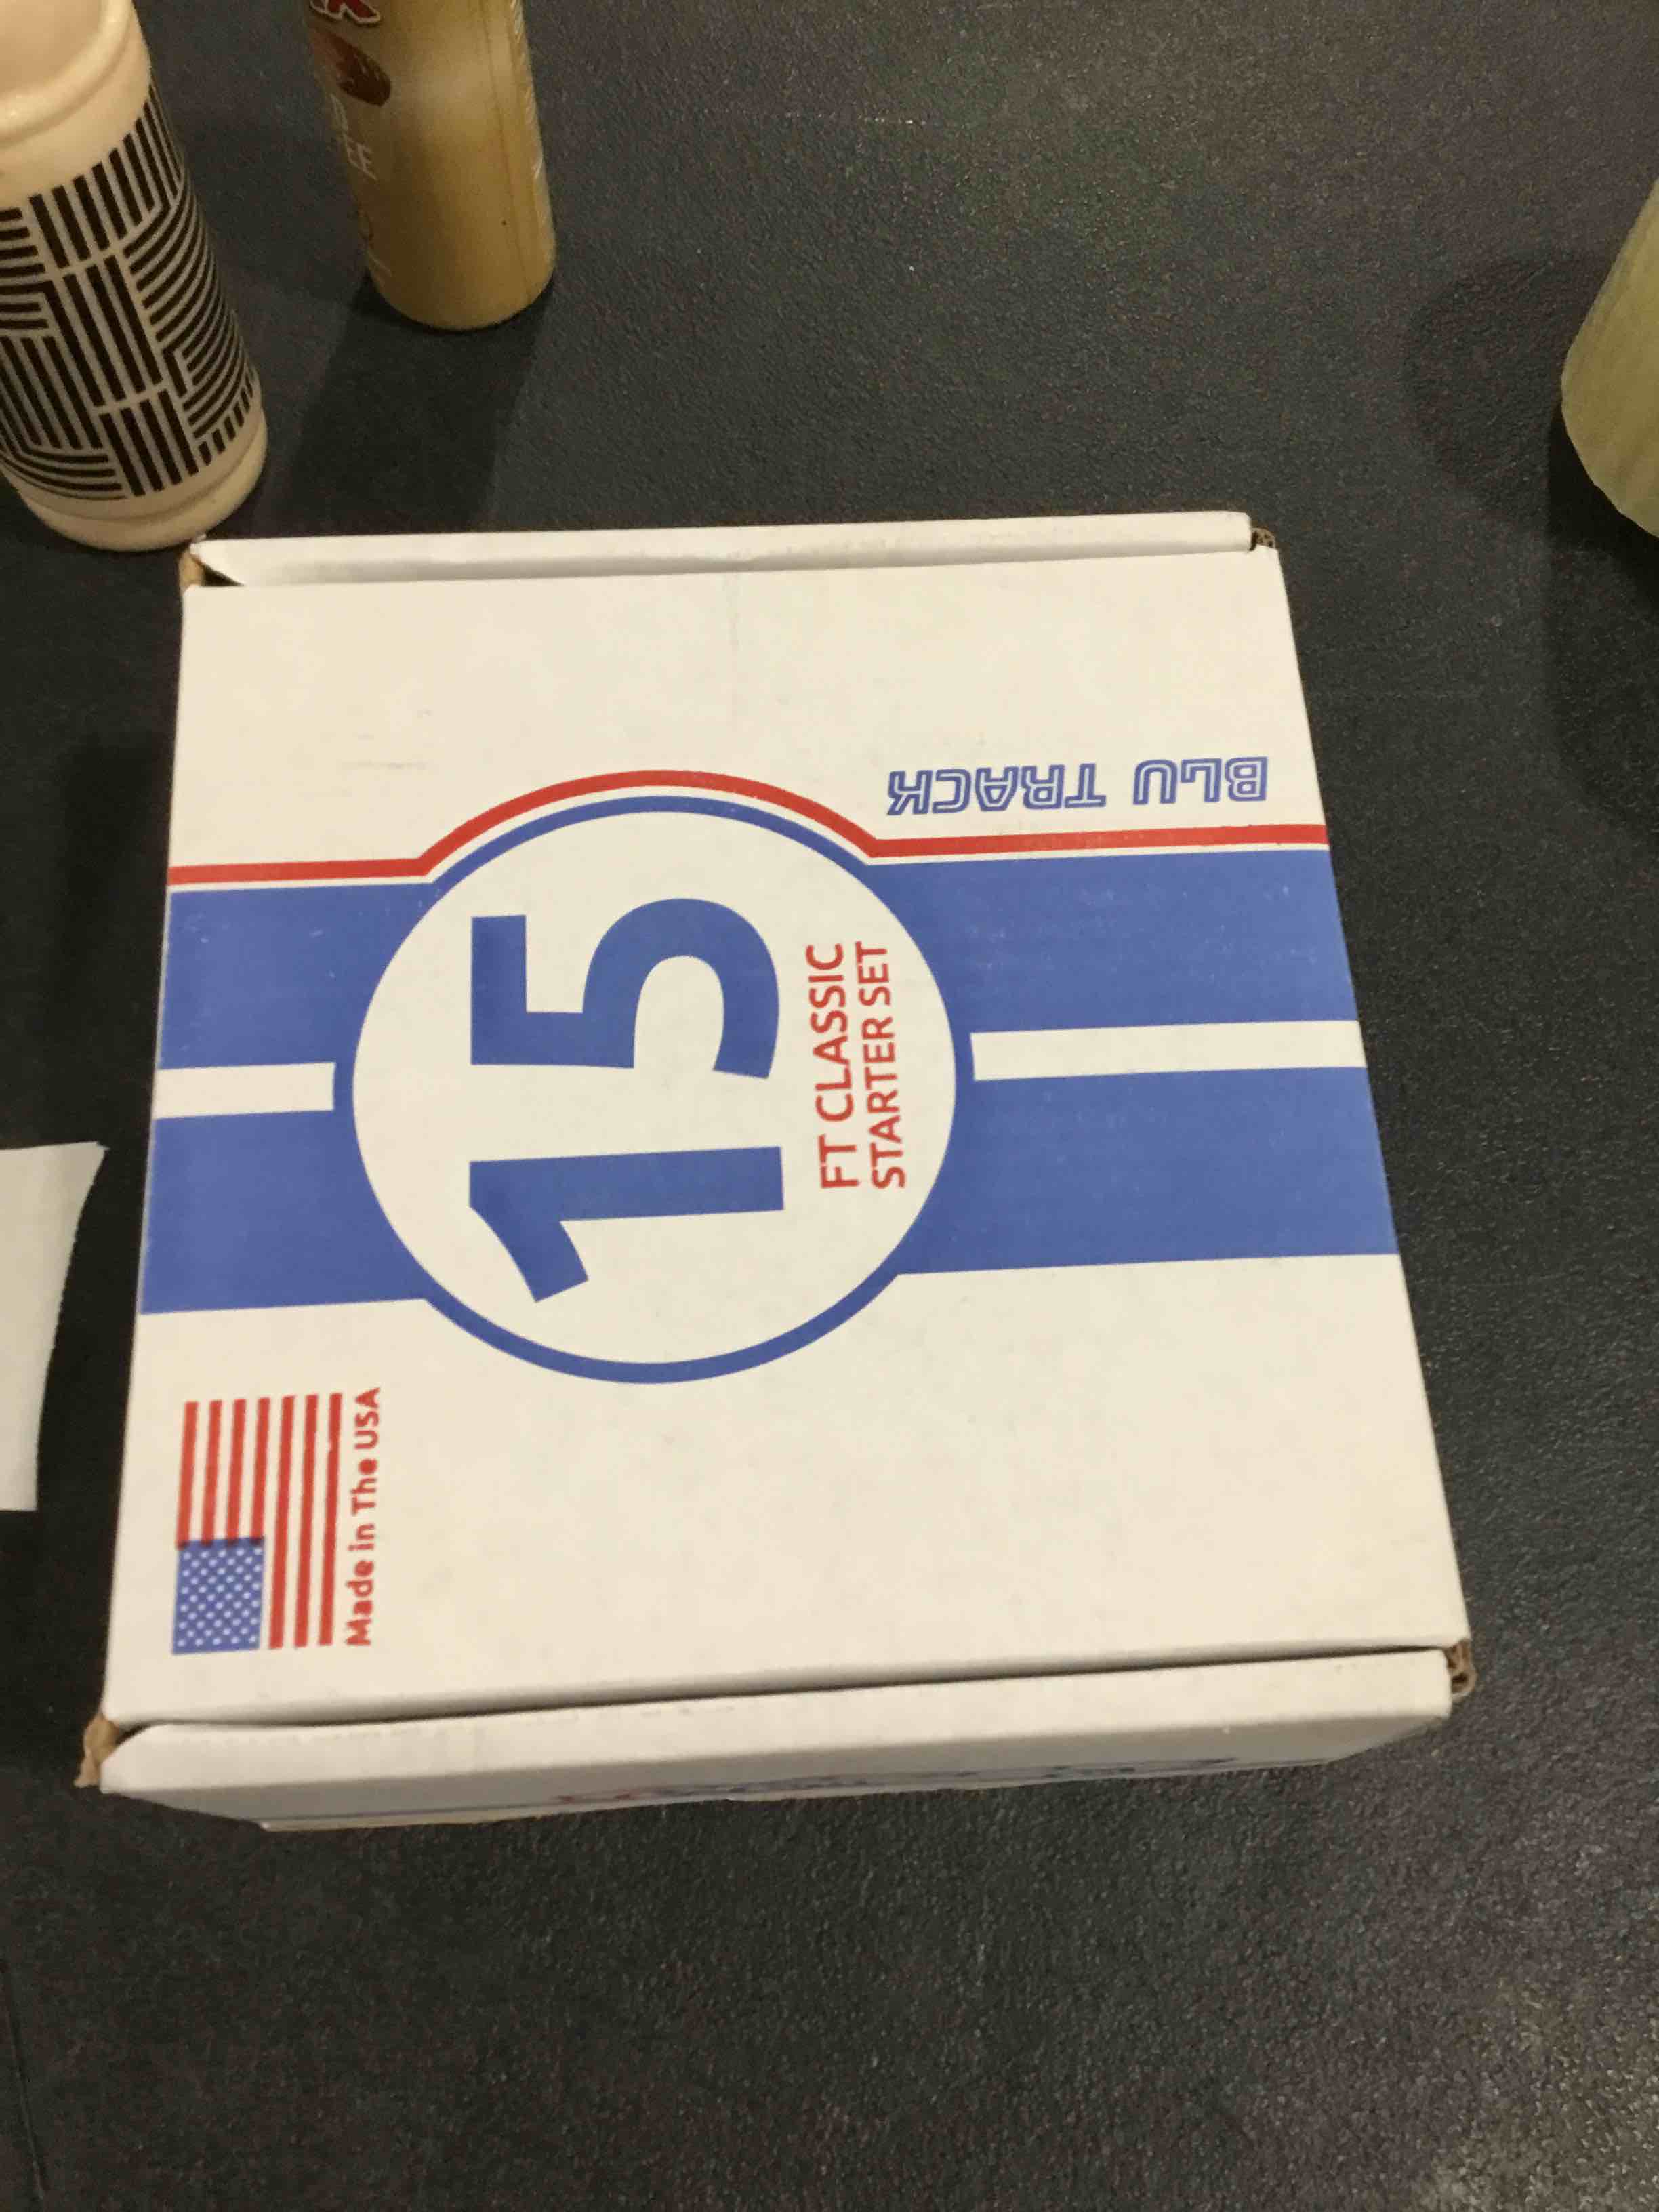 BLU TRACK
15
FT CLASSIC
STARTER SET
Made in The USA